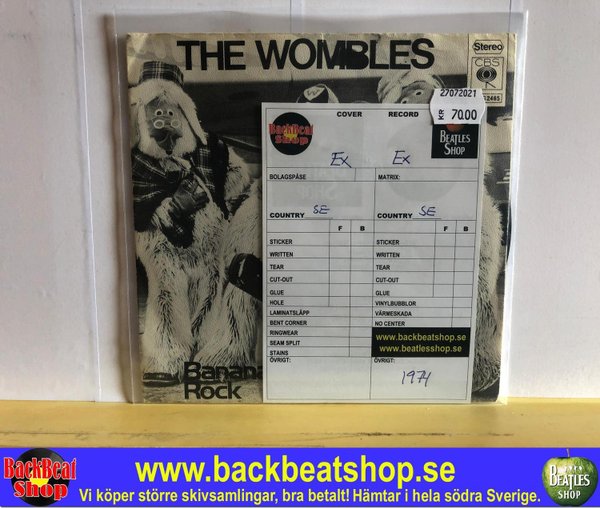 THE WOMBLES
Stereo
CBS
2465
27072021
KR 70.00
BackBeat
Shop
COVER
RECORD
BEATLES
SHOP
Ex
Ex
BOLAGSPÅSE
MATRIX:
COUNTRY SE
COUNTRY SE
F B
F B
STICKER
STICKER
WRITTEN
WRITTEN
TEAR
TEAR
CUT-OUT
CUT-OUT
GLUE
GLUE
HOLE
VINYLBUBBLOR
LAMINATSLÄPP
VÄRMESKADA
BENT CORNER
NO CENTER
RINGWEAR
www.backbeatshop.se
SEAM SPLIT
www.beatlesshop.se
STAINS
ÖVRIGT:
ÖVRIGT:
1974
Banana
Rock
BackBeat
Shop
www.backbeatshop.se
Vi köper större skivsamlingar, bra betalt! Hämtar i hela södra Sverige.
BEATLES
SHOP